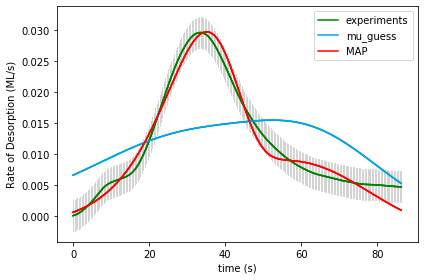 experiments
mu_guess
MAP
Rate of Desorption (ML/s)
0.030
0.025
0.020
0.015
0.010
0.005
0.000
0 20 40 60 80
time (s)